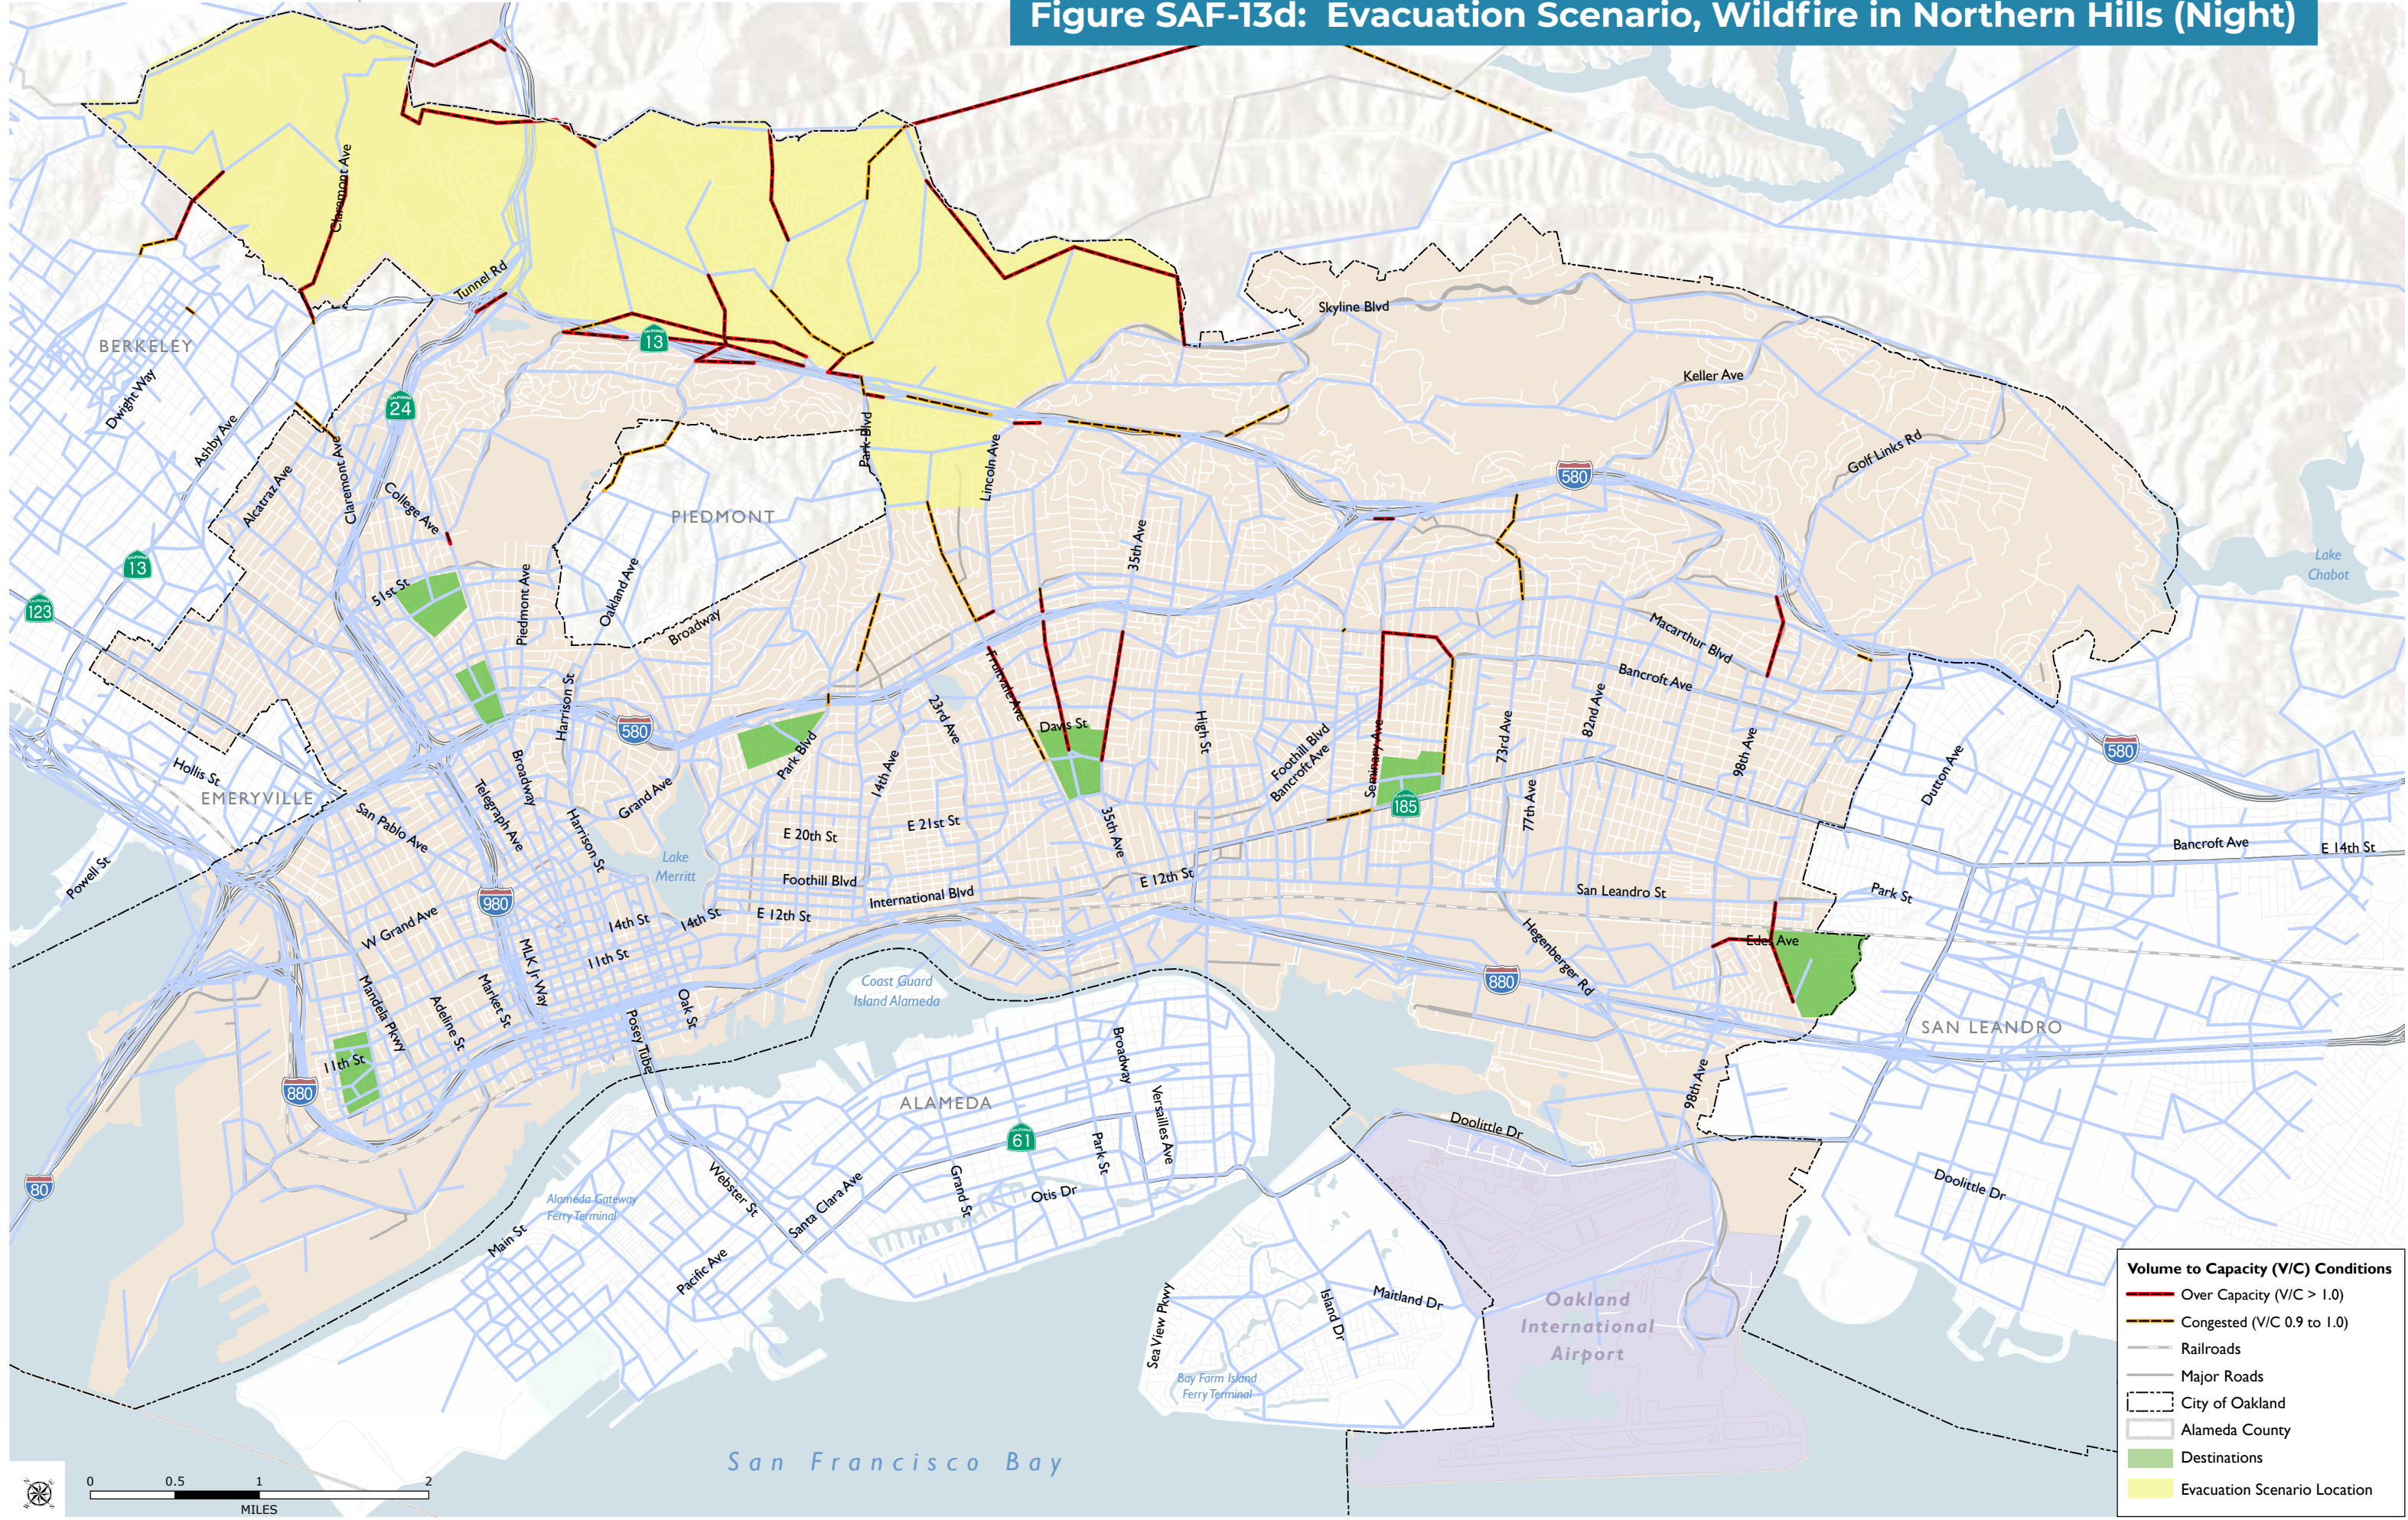 Figure SAF-13d: Evacuation Scenario, Wildfire in Northern Hills (Night)
Claremont Ave
Tunnel Rd
Skyline Blvd
13
BERKELEY
Keller Ave
Dwight Way
24
Ashby Ave
Park Blvd
Lincoln Ave
Golf Links Rd
Alcatraz Ave
Claremont Ave
College Ave
580
PIEDMONT
35th Ave
Lake
Chabot
13
123
51st St
Piedmont Ave
Oakland Ave
Broadway
Macarthur Blvd
Bancroft Ave
Fruitvale Ave
Harrison St
580
23rd Ave
Davis St
High St
Foothill Blvd
Bancroft Ave
Seminary Ave
73rd Ave
82nd Ave
98th Ave
580
Hollis St
EMERYVILLE
Broadway
Telegraph Ave
Grand Ave
Park Blvd
14th Ave
185
77th Ave
Dutton Ave
San Pablo Ave
Harrison St
E 20th St
E 21st St
35th Ave
Bancroft Ave
E 14th St
Powell St
Lake
Merritt
Foothill Blvd
International Blvd
E 12th St
San Leandro St
Park St
980
W Grand Ave
14th St
14th St
E 12th St
11th St
MLK Jr Way
Market St
Mandela Pkwy
Adeline St
Oak St
Posey Tube
Coast Guard
Island Alameda
Hegenberger Rd
880
Edes Ave
SAN LEANDRO
11th St
880
Broadway
Versailles Ave
ALAMEDA
98th Ave
61
Park St
Doolittle Dr
80
Alameda Gateway
Ferry Terminal
Webster St
Santa Clara Ave
Grand St
Otis Dr
Doolittle Dr
Main St
Pacific Ave
Sea View Pkwy
Island Dr
Maitland Dr
Oakland
International
Airport
Bay Farm Island
Ferry Terminal
San Francisco Bay
N
E
S
W
0 0.5 1 2
MILES
Volume to Capacity (V/C) Conditions
Over Capacity (V/C > 1.0)
Congested (V/C 0.9 to 1.0)
Railroads
Major Roads
City of Oakland
Alameda County
Destinations
Evacuation Scenario Location